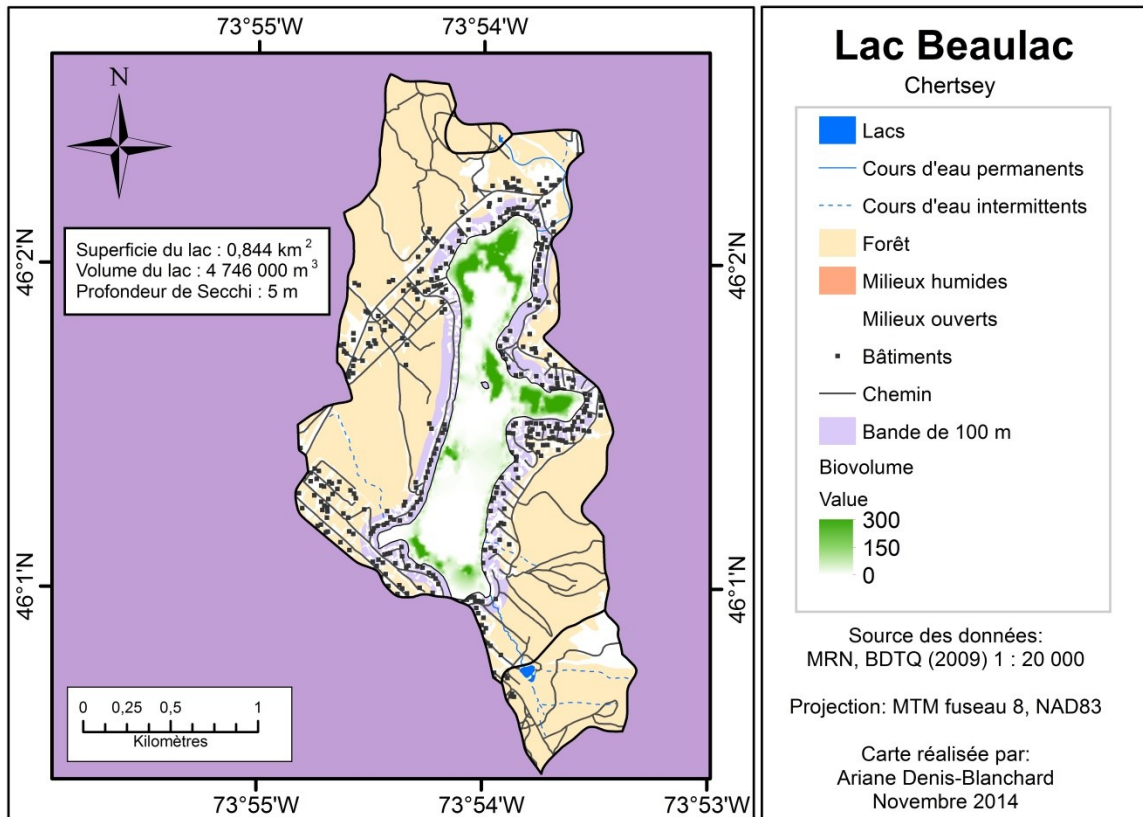 73°55'W
73°54'W
N
46°2'N
46°2'N
Superficie du lac : 0,844 km²
Volume du lac : 4 746 000 m³
Profondeur de Secchi : 5 m
46°1'N
46°1'N
0 0,25 0,5 1
Kilomètres
73°55'W
73°54'W
73°53'W
Lac Beaulac
Chertsey
Lacs
Cours d'eau permanents
Cours d'eau intermittents
Forêt
Milieux humides
Milieux ouverts
Bâtiments
Chemin
Bande de 100 m
Biovolume
Value
300
150
0
Source des données:
MRN, BDTQ (2009) 1 : 20 000
Projection: MTM fuseau 8, NAD83
Carte réalisée par:
Ariane Denis-Blanchard
Novembre 2014